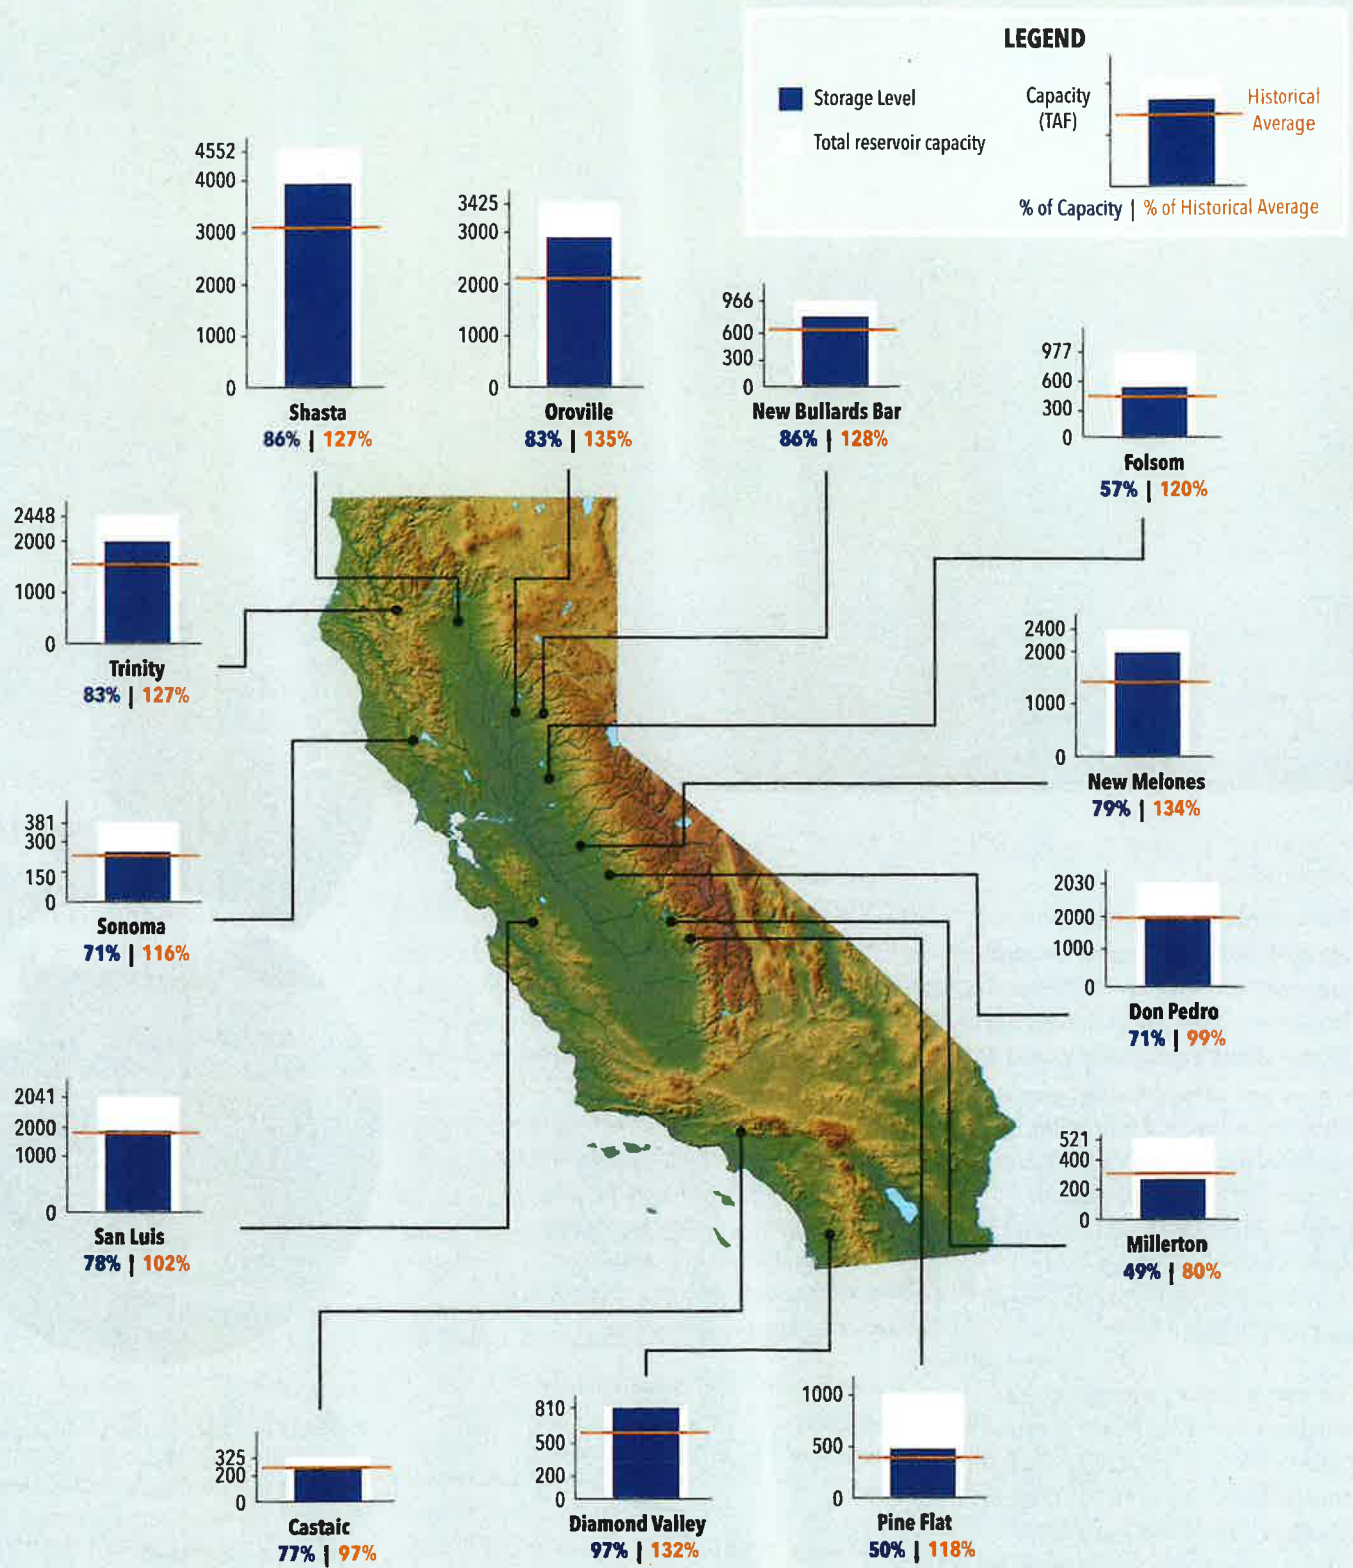 LEGEND
Storage Level
Total reservoir capacity
Capacity
(TAF)
Historical
Average
% of Capacity | % of Historical Average
4552
4000
3000
2000
1000
0
Shasta
86% | 127%
3425
3000
2000
1000
0
Oroville
83% | 135%
966
600
300
0
New Bullards Bar
86% | 128%
977
600
300
0
Folsom
57% | 120%
2448
2000
1000
0
Trinity
83% | 127%
2400
2000
1000
0
New Melones
79% | 134%
381
300
150
0
Sonoma
71% | 116%
2030
2000
1000
0
Don Pedro
71% | 99%
2041
2000
1000
0
San Luis
78% | 102%
521
400
200
0
Millerton
49% | 80%
325
200
0
Castaic
77% | 97%
810
500
200
0
Diamond Valley
97% | 132%
1000
500
0
Pine Flat
50% | 118%